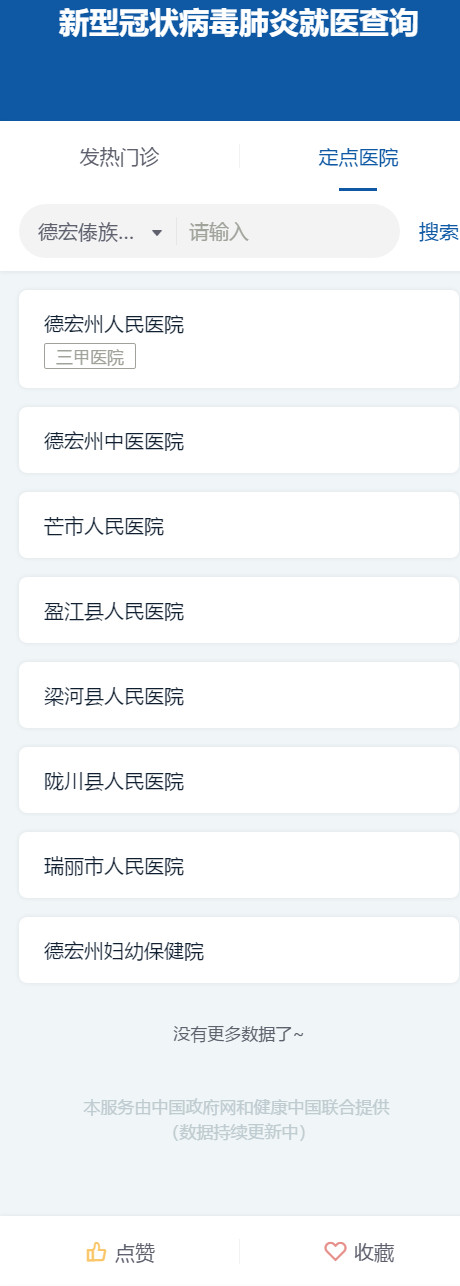 新型冠状病毒肺炎就医查询
发热门诊
定点医院
德宏傣族...
请输入
搜索
德宏州人民医院
三甲医院
德宏州中医医院
芒市人民医院
盈江县人民医院
梁河县人民医院
陇川县人民医院
瑞丽市人民医院
德宏州妇幼保健院
没有更多数据了~
本服务由中国政府网和健康中国联合提供
（数据持续更新中）
点赞
收藏